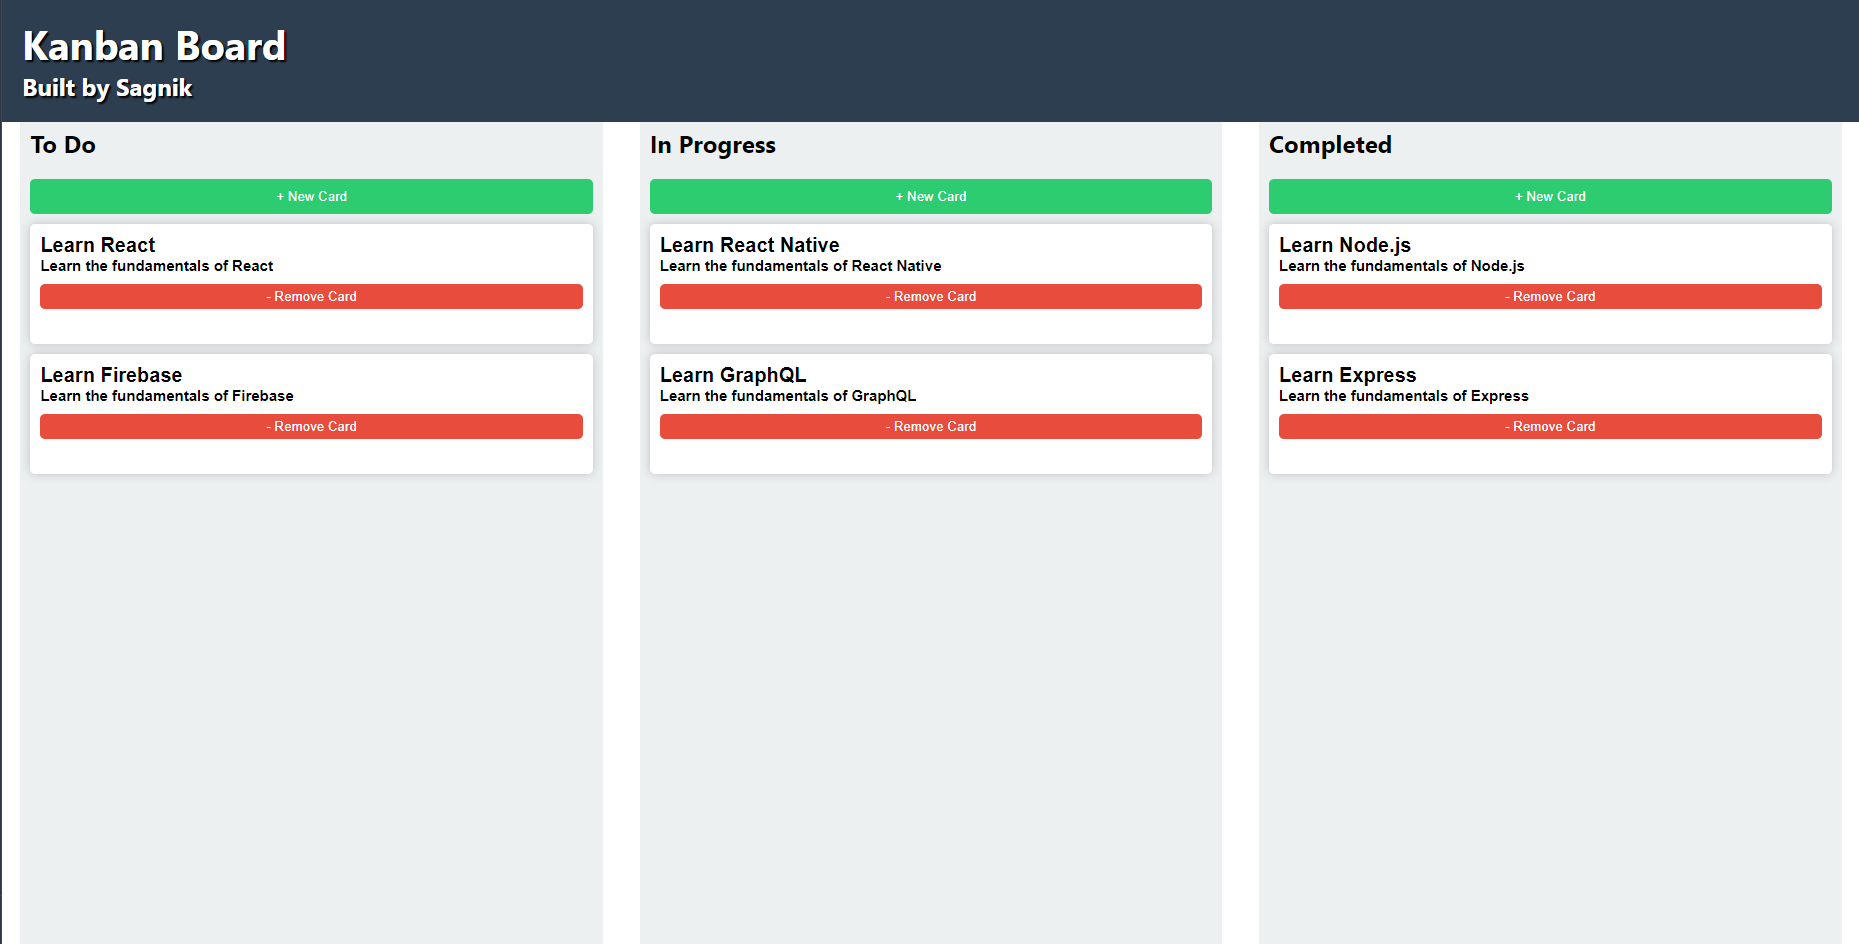 Kanban Board
Built by Sagnik
To Do
+ New Card
Learn React
Learn the fundamentals of React
- Remove Card
Learn Firebase
Learn the fundamentals of Firebase
- Remove Card
In Progress
+ New Card
Learn React Native
Learn the fundamentals of React Native
- Remove Card
Learn GraphQL
Learn the fundamentals of GraphQL
- Remove Card
Completed
+ New Card
Learn Node.js
Learn the fundamentals of Node.js
- Remove Card
Learn Express
Learn the fundamentals of Express
- Remove Card